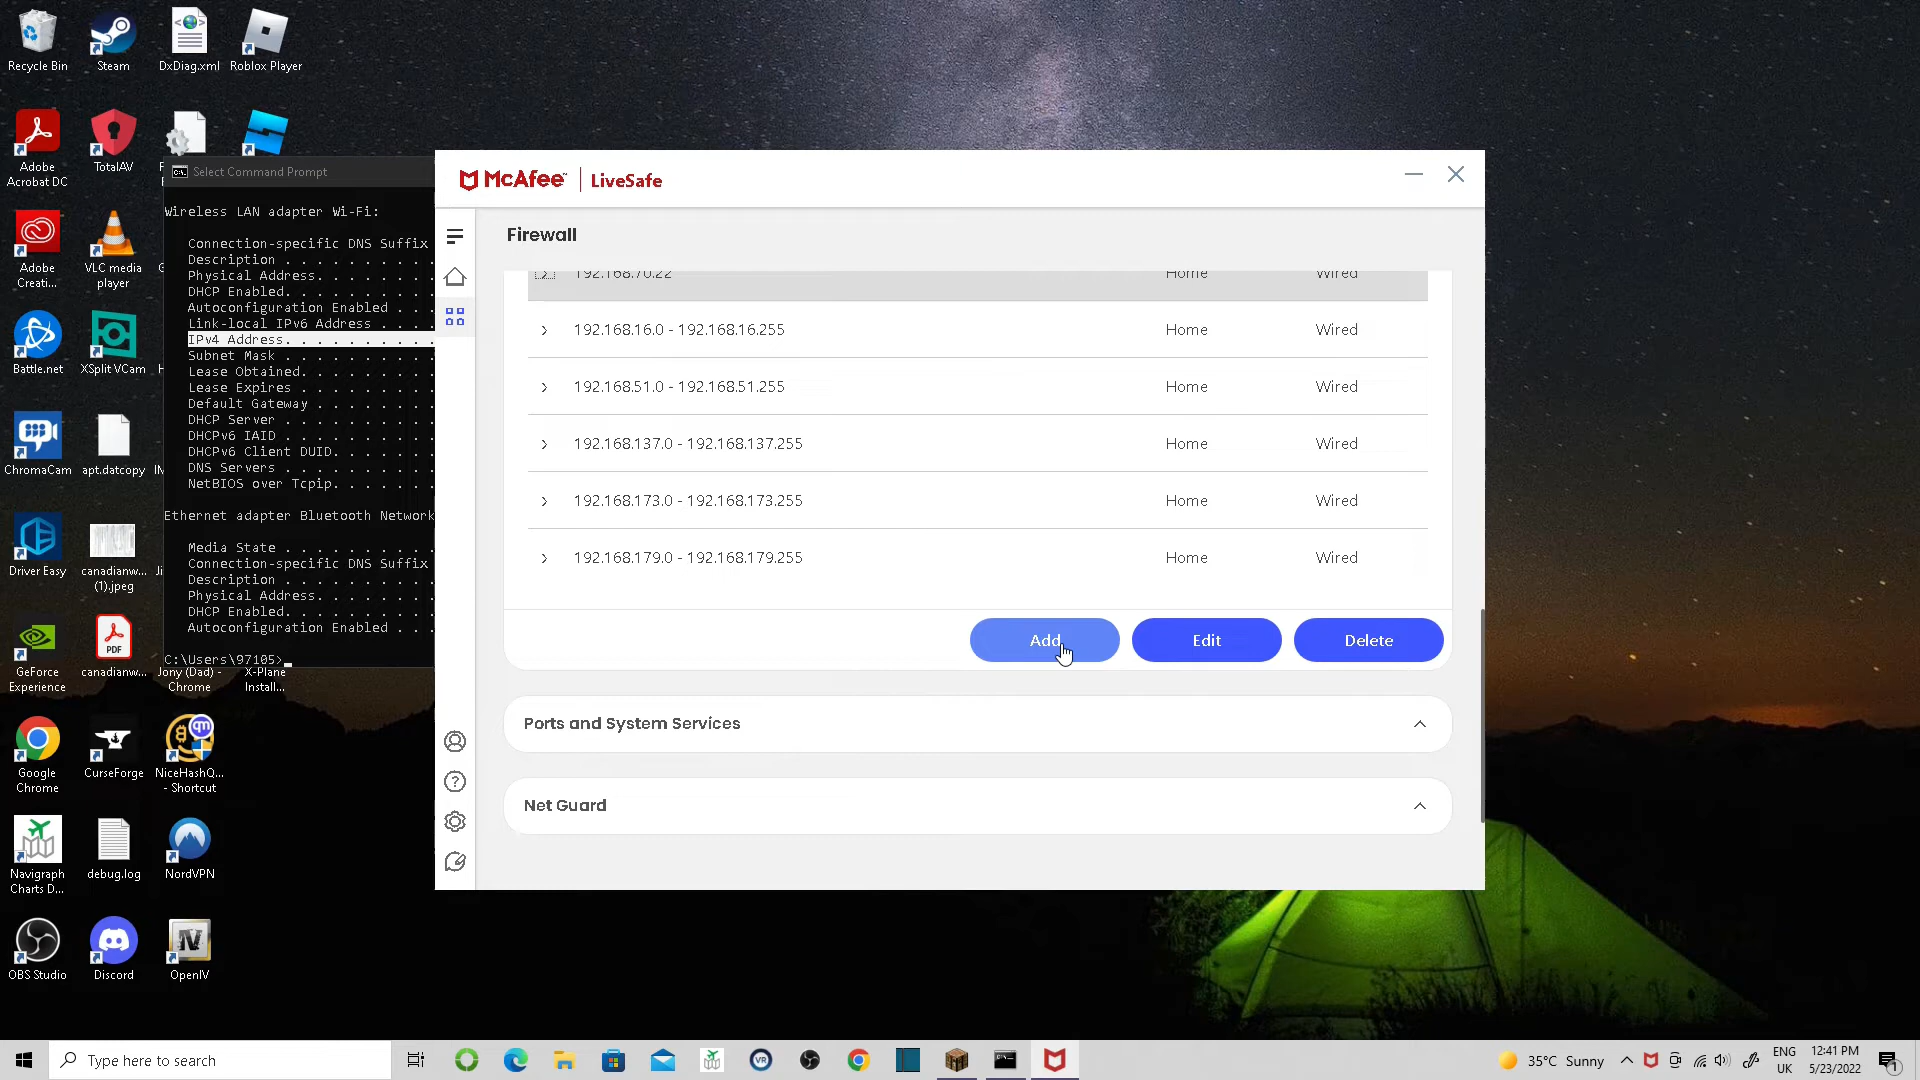 Recycle Bin
Steam
DxDiag.xml
Roblox Player
Adobe
Acrobat DC
TotalAV
Adobe
Creati...
VLC media
player
Battle.net
XSplit VCam
ChromaCam
apt.datcopy
Driver Easy
canadianw...
(1).jpeg
GeForce
Experience
PDF
canadianw...
Jony (Dad) -
Chrome
X-Plane
Install...
Google
Chrome
CurseForge
NiceHashQ...
- Shortcut
Navigraph
Charts D...
debug.log
NordVPN
OBS Studio
Discord
OpenIV
Select Command Prompt
Wireless LAN adapter Wi-Fi:
Connection-specific DNS Suffix
Description . . . . . . . . . .
Physical Address. . . . . . . .
DHCP Enabled. . . . . . . . . .
Autoconfiguration Enabled . . .
Link-local IPv6 Address . . . .
IPv4 Address. . . . . . . . . .
Subnet Mask . . . . . . . . . .
Lease Obtained. . . . . . . . .
Lease Expires . . . . . . . . .
Default Gateway . . . . . . . .
DHCP Server . . . . . . . . . .
DHCPv6 IAID . . . . . . . . . .
DHCPv6 Client DUID. . . . . . .
DNS Servers . . . . . . . . . .
NetBIOS over Tcpip. . . . . . .
Ethernet adapter Bluetooth Network
Media State . . . . . . . . . .
Connection-specific DNS Suffix
Description . . . . . . . . . .
Physical Address. . . . . . . .
DHCP Enabled. . . . . . . . . .
Autoconfiguration Enabled . . .
C:\Users\97105>
McAfee™ | LiveSafe
Firewall
192.168.70.22 Home Wired
192.168.16.0 - 192.168.16.255 Home Wired
192.168.51.0 - 192.168.51.255 Home Wired
192.168.137.0 - 192.168.137.255 Home Wired
192.168.173.0 - 192.168.173.255 Home Wired
192.168.179.0 - 192.168.179.255 Home Wired
Add Edit Delete
Ports and System Services
Net Guard
Type here to search
35°C Sunny
ENG
UK
12:41 PM
5/23/2022
1